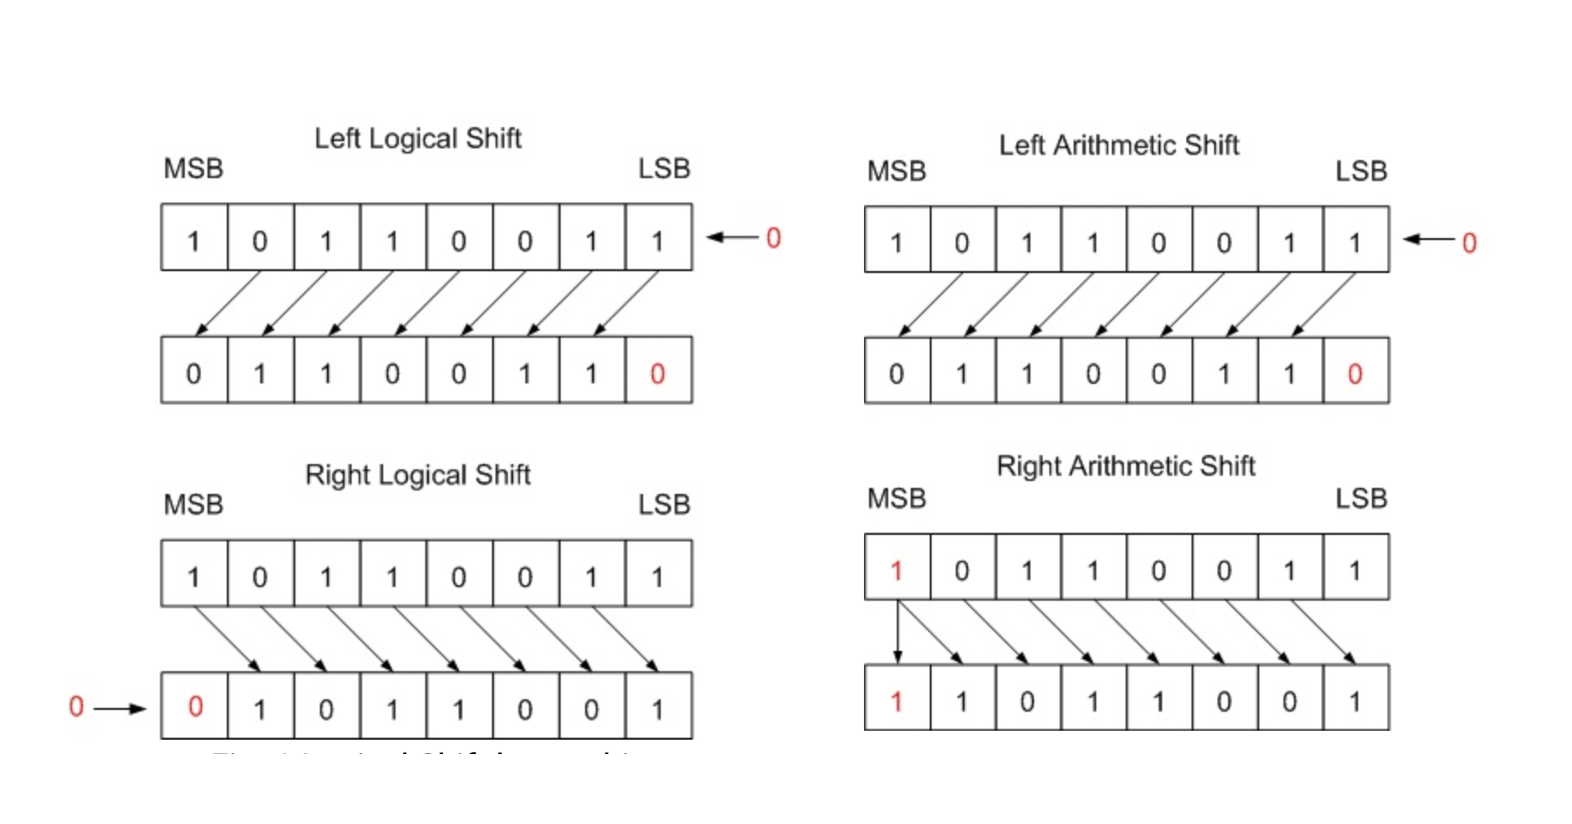 Left Logical Shift
MSB LSB
1 0 1 1 0 0 1 1 0
0 1 1 0 0 1 1 0
Right Logical Shift
MSB LSB
1 0 1 1 0 0 1 1
0 0 1 0 1 1 0 0 1
Left Arithmetic Shift
MSB LSB
1 0 1 1 0 0 1 1 0
0 1 1 0 0 1 1 0
Right Arithmetic Shift
MSB LSB
1 0 1 1 0 0 1 1
1 1 0 1 1 0 0 1